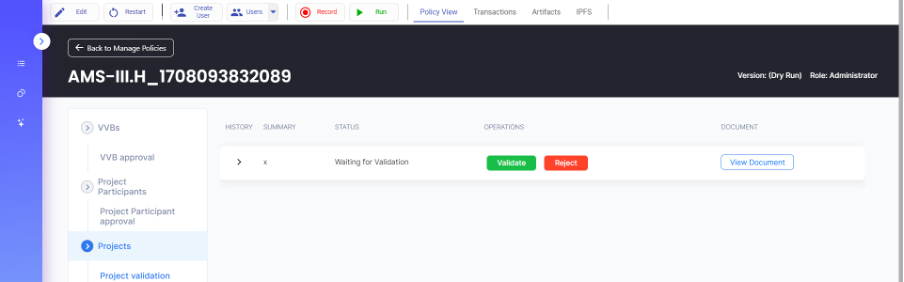 Edit Restart Create User Users Record Run Policy View Transactions Artifacts IPFS
Back to Manage Policies
AMS-III.H_1708093832089
Version: (Dry Run) Role: Administrator
VVBs
VVB approval
Project
Participants
Project Participant
approval
Projects
Project validation
HISTORY SUMMARY STATUS OPERATIONS DOCUMENT
x Waiting for Validation Validate Reject View Document